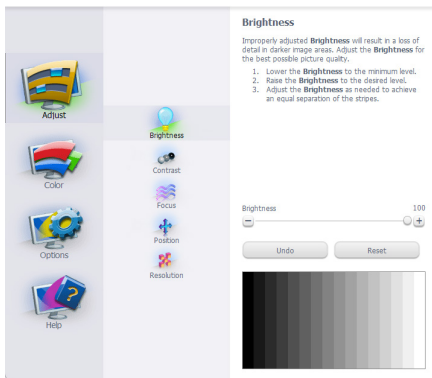 Brightness
Improperly adjusted Brightness will result in a loss of
detail in darker image areas. Adjust the Brightness for
the best possible picture quality.
1. Lower the Brightness to the minimum level.
2. Raise the Brightness to the desired level.
3. Adjust the Brightness as needed to achieve
an equal separation of the stripes.
Adjust
Color
Options
Help
Brightness
Contrast
Focus
Position
Resolution
Brightness 100
Undo Reset